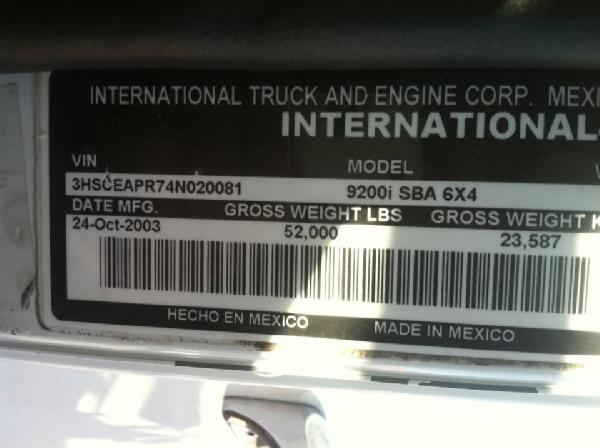 INTERNATIONAL TRUCK AND ENGINE CORP. MEXI
INTERNATIONAL
VIN MODEL
3HSCEAPR74N020081 9200i SBA 6X4
DATE MFG. GROSS WEIGHT LBS GROSS WEIGHT K
24-Oct-2003 52,000 23,587
HECHO EN MEXICO MADE IN MEXICO